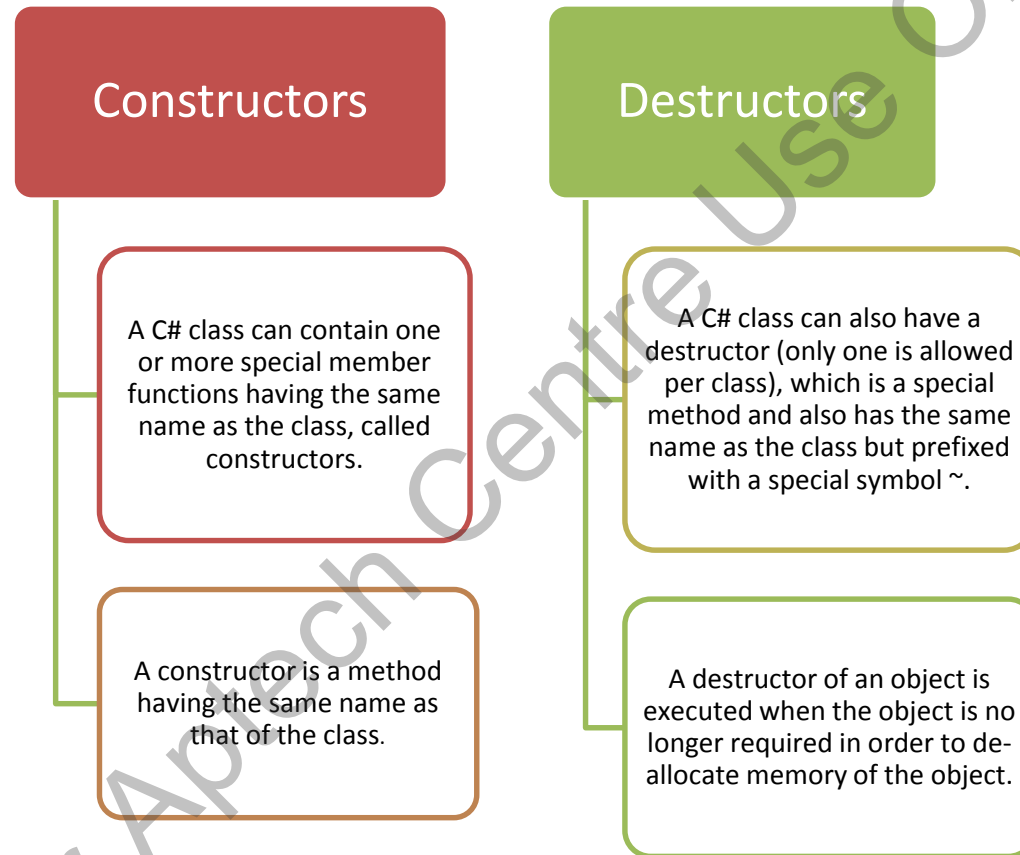 Constructors
A C# class can contain one
or more special member
functions having the same
name as the class, called
constructors.
A constructor is a method
having the same name as
that of the class.
Destructors
A C# class can also have a
destructor (only one is allowed
per class), which is a special
method and also has the same
name as the class but prefixed
with a special symbol ~.
A destructor of an object is
executed when the object is no
longer required in order to de-
allocate memory of the object.
Aptech Centre Use